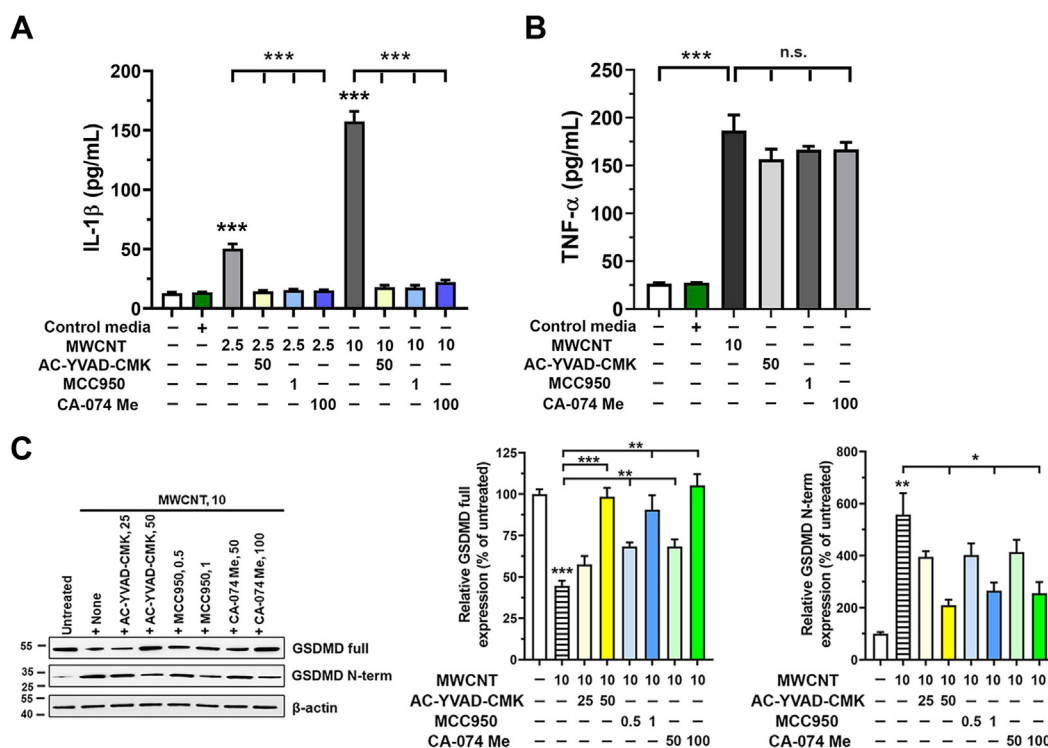 A
*** ***
200
150
100
50
0
IL-1β (pg/mL)
*** ***
Control media – + – – – – – – – –
MWCNT – – 2.5 2.5 2.5 2.5 10 10 10 10
AC-YVAD-CMK – – – 50 – – – 50 – –
MCC950 – – – – 1 – – – 1 –
CA-074 Me – – – – – 100 – – – 100
B
*** n.s.
250
200
150
100
50
0
TNF-α (pg/mL)
Control media – + – – – –
MWCNT – – 10 – – –
AC-YVAD-CMK – – – 50 – –
MCC950 – – – – 1 –
CA-074 Me – – – – – 100
C
MWCNT, 10
Untreated
+ None
+ AC-YVAD-CMK, 25
+ AC-YVAD-CMK, 50
+ MCC950, 0.5
+ MCC950, 1
+ CA-074 Me, 50
+ CA-074 Me, 100
55 GSDMD full
35
25
GSDMD N-term
55
40
β-actin
Relative GSDMD full
expression (% of untreated)
125
100
75
50
25
0
**
***
**
***
MWCNT – 10 10 10 10 10 10 10
AC-YVAD-CMK 25 50
MCC950 0.5 1
CA-074 Me 50 100
Relative GSDMD N-term
expression (% of untreated)
800
600
400
200
0
*
**
MWCNT – 10 10 10 10 10 10 10
AC-YVAD-CMK 25 50
MCC950 0.5 1
CA-074 Me 50 100